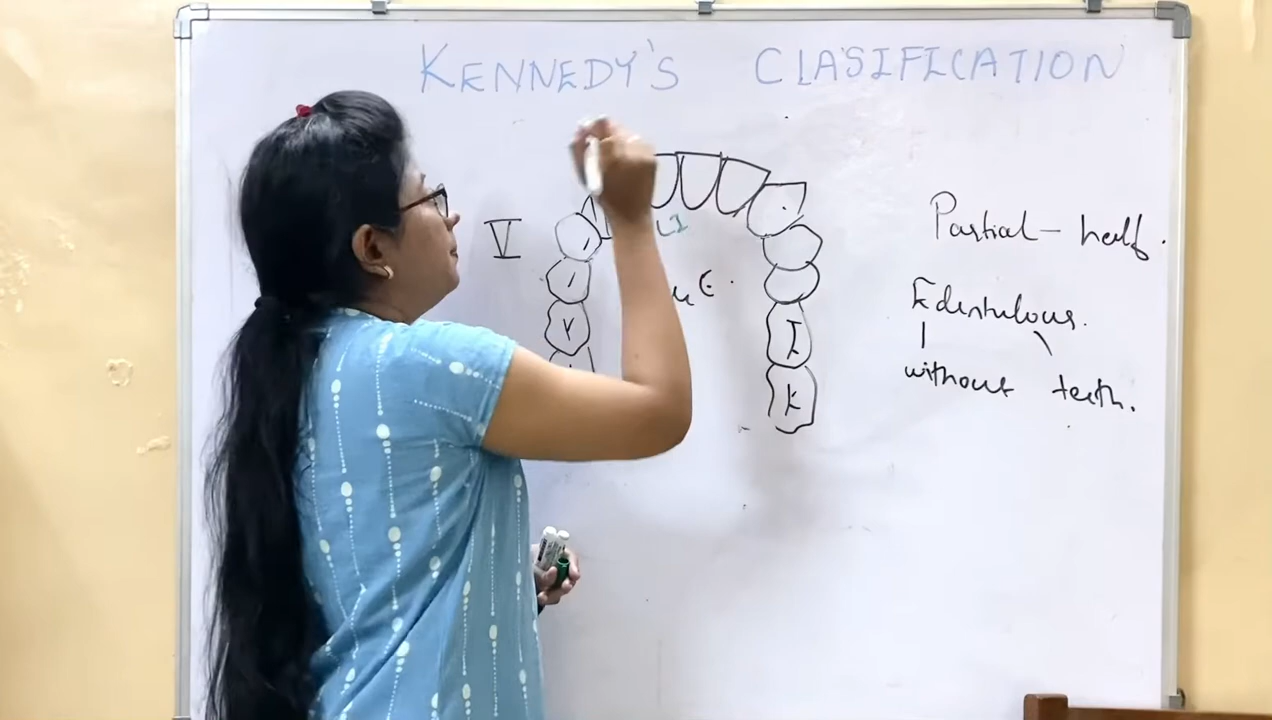 KENNEDY'S CLASIFICATION
V
Partial – half.
Edentulous.
without teeth.